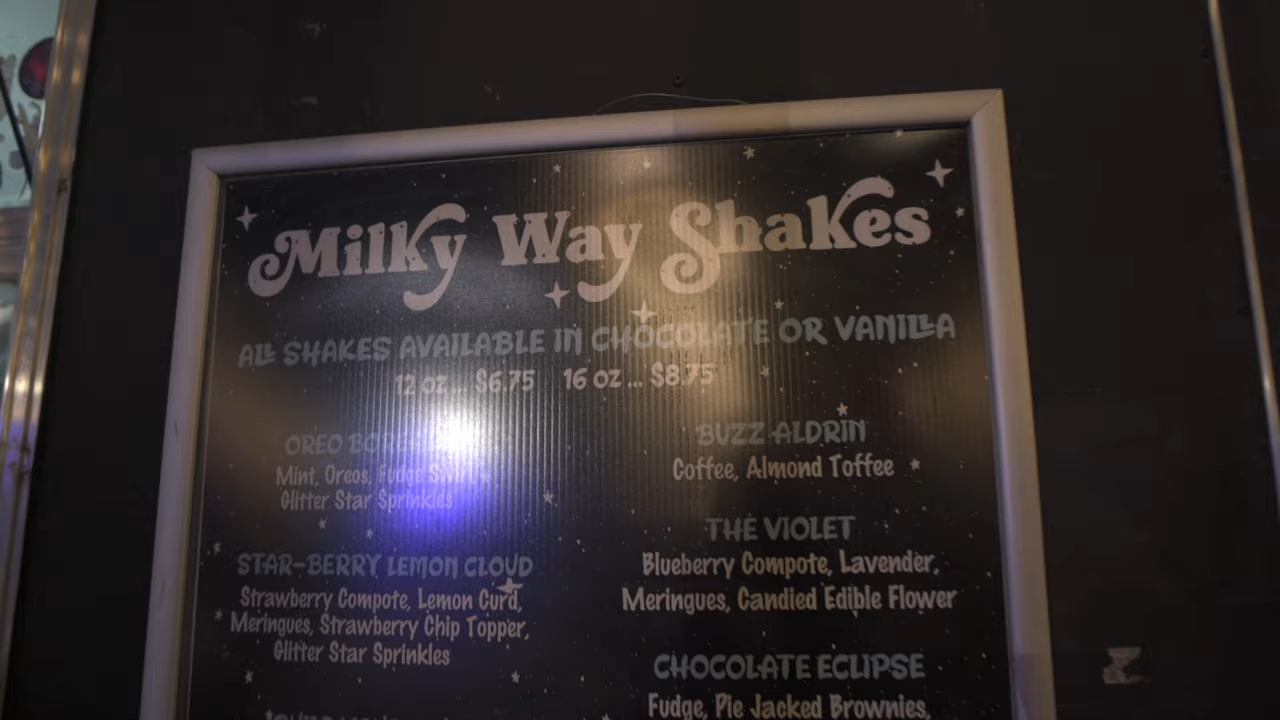 Milky Way Shakes
ALL SHAKES AVAILABLE IN CHOCOLATE OR VANILLA
12 oz ... $6.75 16 oz ... $8.75
OREO
Mint, Oreos, Fudge
Glitter Star Sprinkles
STAR-BERRY LEMON CLOUD
Strawberry Compote, Lemon Curd,
Meringues, Strawberry Chip Topper,
Glitter Star Sprinkles
BUZZ ALDRIN
Coffee, Almond Toffee
THE VIOLET
Blueberry Compote, Lavender,
Meringues, Candied Edible Flower
CHOCOLATE ECLIPSE
Fudge, Pie Jacked Brownies,